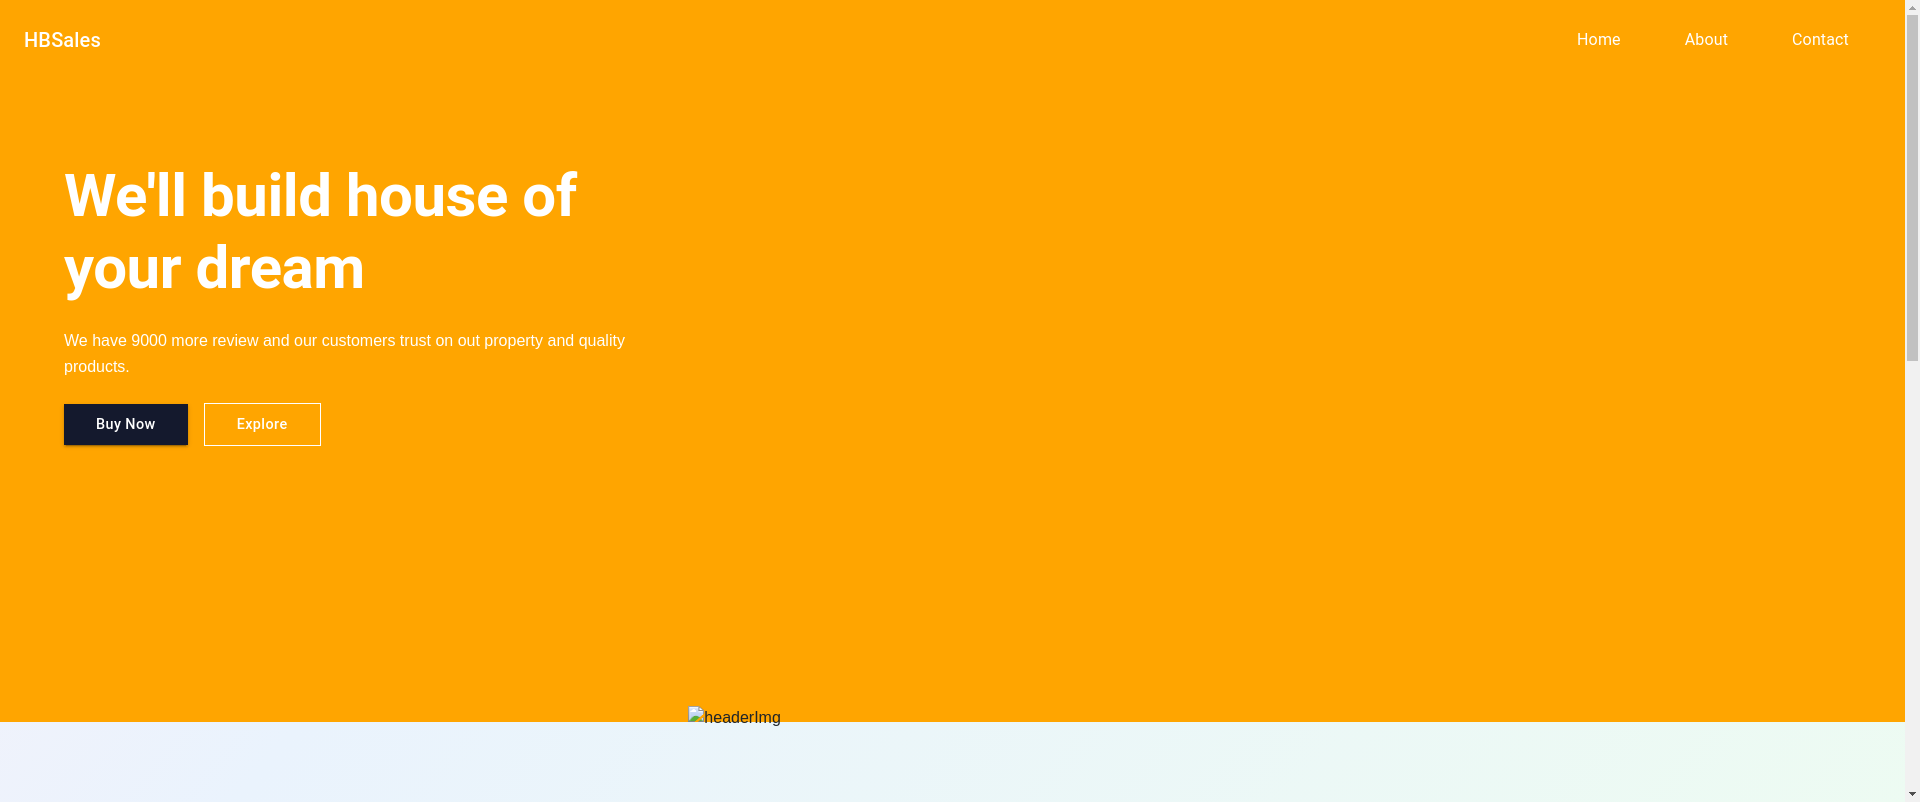 HBSales
Home
About
Contact
We'll build house of
your dream
We have 9000 more review and our customers trust on out property and quality
products.
Buy Now
Explore
headerImg